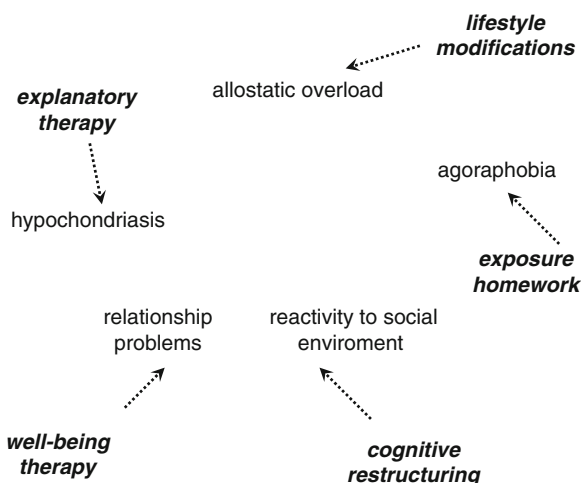 lifestyle
modifications
allostatic overload
explanatory
therapy
agoraphobia
hypochondriasis
exposure
homework
relationship
problems
reactivity to social
enviroment
well-being
therapy
cognitive
restructuring